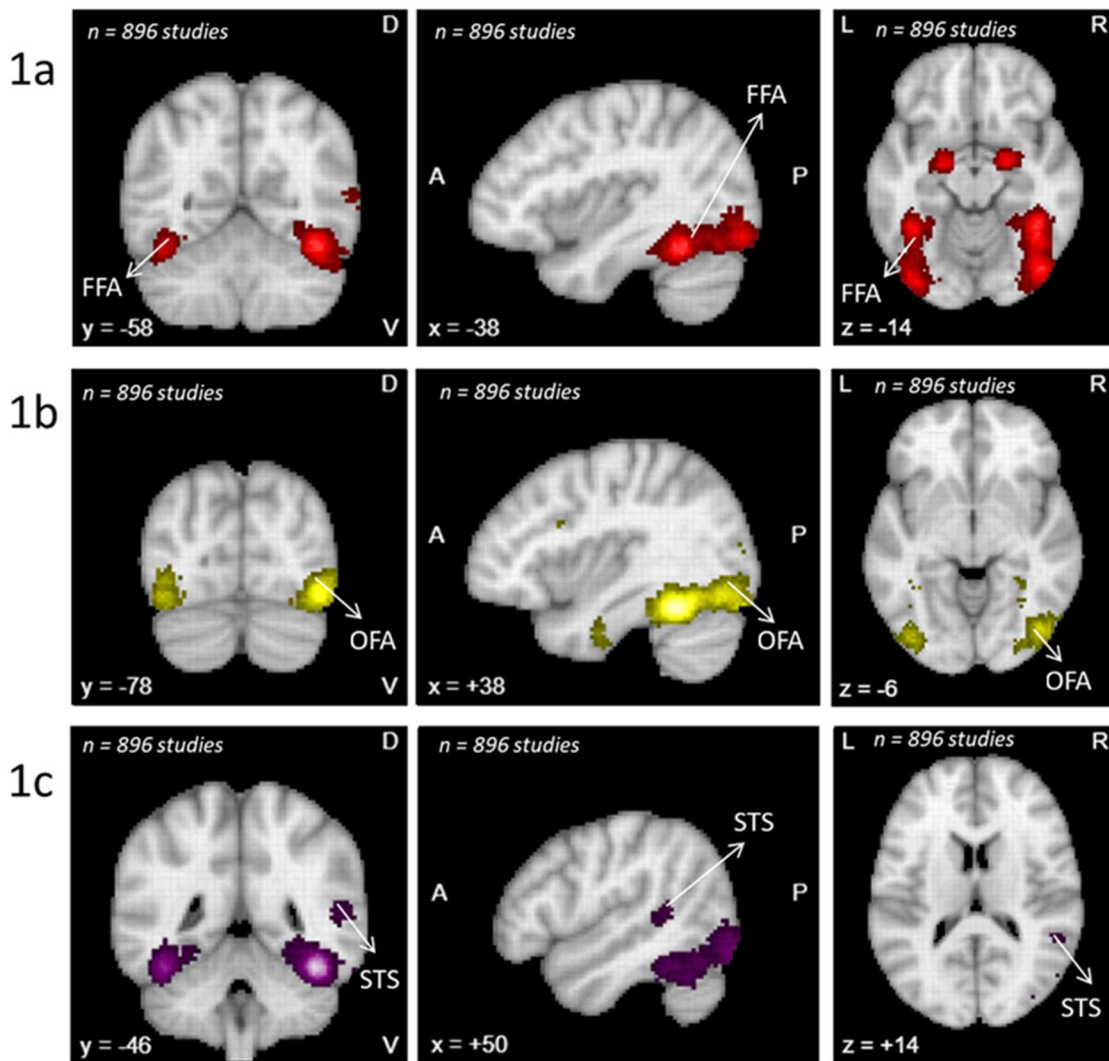 1a
n = 896 studies
D
FFA
y = -58
V
n = 896 studies
FFA
A
P
x = -38
L
n = 896 studies
R
FFA
z = -14
1b
n = 896 studies
D
OFA
y = -78
V
n = 896 studies
A
P
OFA
x = +38
L
n = 896 studies
R
OFA
z = -6
1c
n = 896 studies
D
STS
y = -46
V
n = 896 studies
STS
A
P
x = +50
L
n = 896 studies
R
STS
z = +14